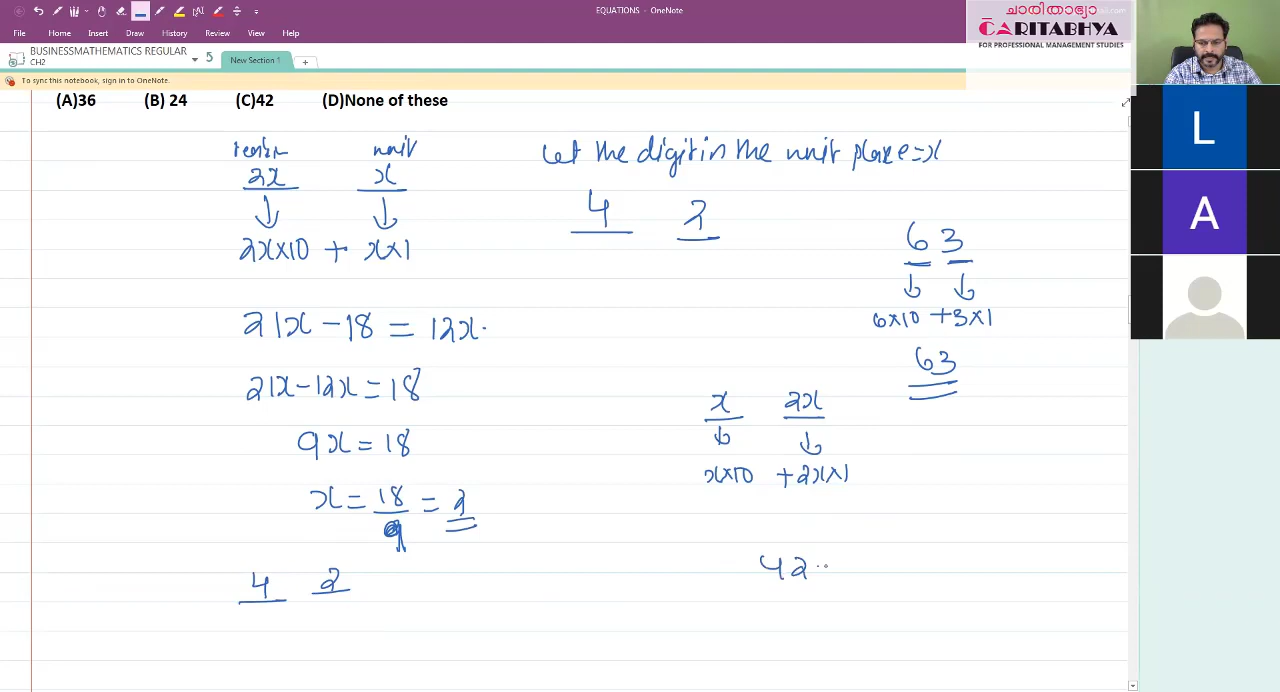 EQUATIONS - OneNote
ചാരിതാഭ്യാ
CARITABHYA
FOR PROFESSIONAL MANAGEMENT STUDIES
File Home Insert Draw History Review View Help
BUSINESSMATHEMATICS REGULAR
CH2
New Section 1
To sync this notebook, sign in to OneNote.
(A)36 (B) 24 (C)42 (D)None of these
unit
2x x
2x×10 + x×1
Let the digit in the unit place = x
4 2
63
6×10 + 3×1
63
21x - 18 = 12x
21x - 12x = 18
9x = 18
x = 18/9 = 2
4 2
x 2x
x×10 + 2x×1
42
L
A